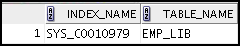 INDEX_NAME TABLE_NAME
1 SYS_C0010979 EMP_LIB